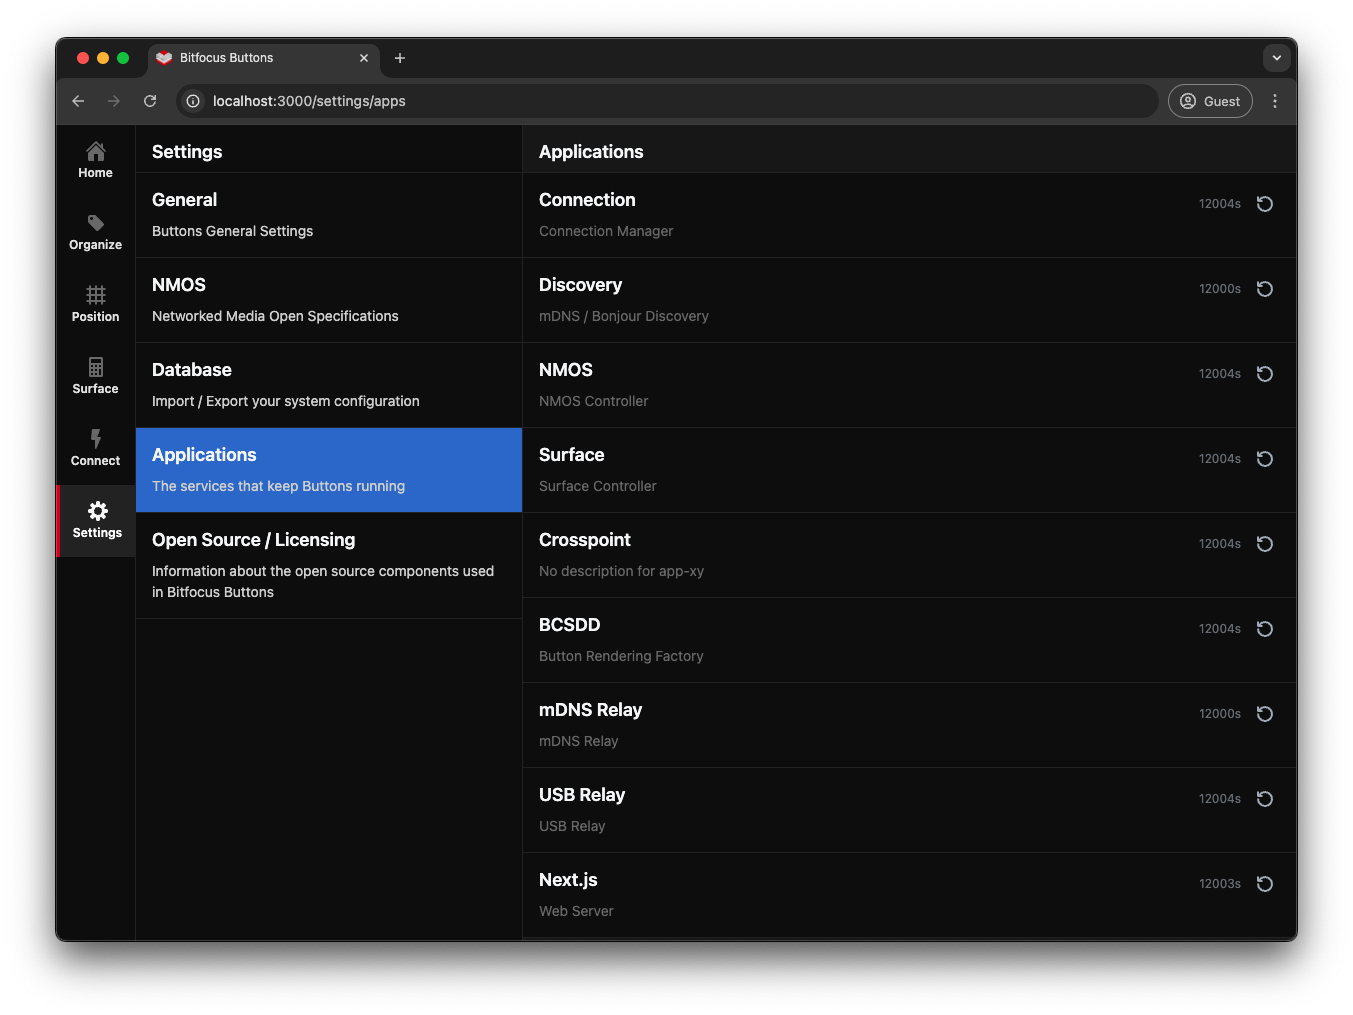 Bitfocus Buttons
localhost:3000/settings/apps
Guest
Home
Organize
Position
Surface
Connect
Settings
Settings
General
Buttons General Settings
NMOS
Networked Media Open Specifications
Database
Import / Export your system configuration
Applications
The services that keep Buttons running
Open Source / Licensing
Information about the open source components used
in Bitfocus Buttons
Applications
Connection
12004s
Connection Manager
Discovery
12000s
mDNS / Bonjour Discovery
NMOS
12004s
NMOS Controller
Surface
12004s
Surface Controller
Crosspoint
12004s
No description for app-xy
BCSDD
12004s
Button Rendering Factory
mDNS Relay
12000s
mDNS Relay
USB Relay
12004s
USB Relay
Next.js
12003s
Web Server